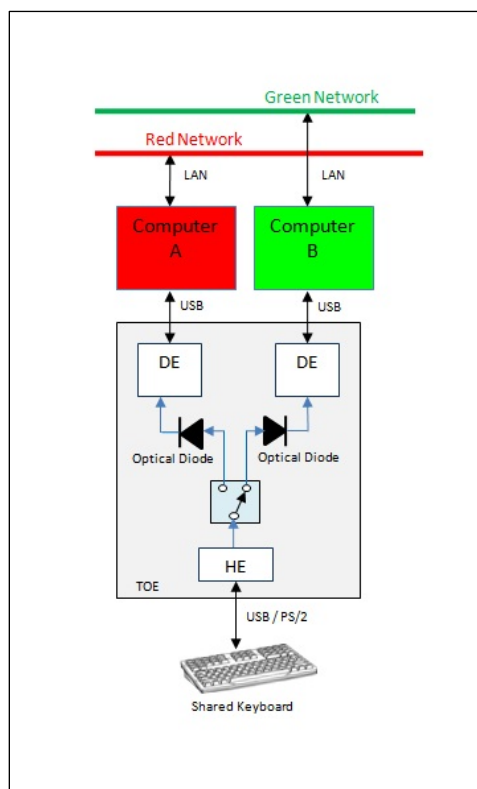 Green Network
Red Network
LAN
LAN
Computer
A
Computer
B
USB
USB
DE
DE
Optical Diode
Optical Diode
HE
TOE
USB / PS/2
Shared Keyboard